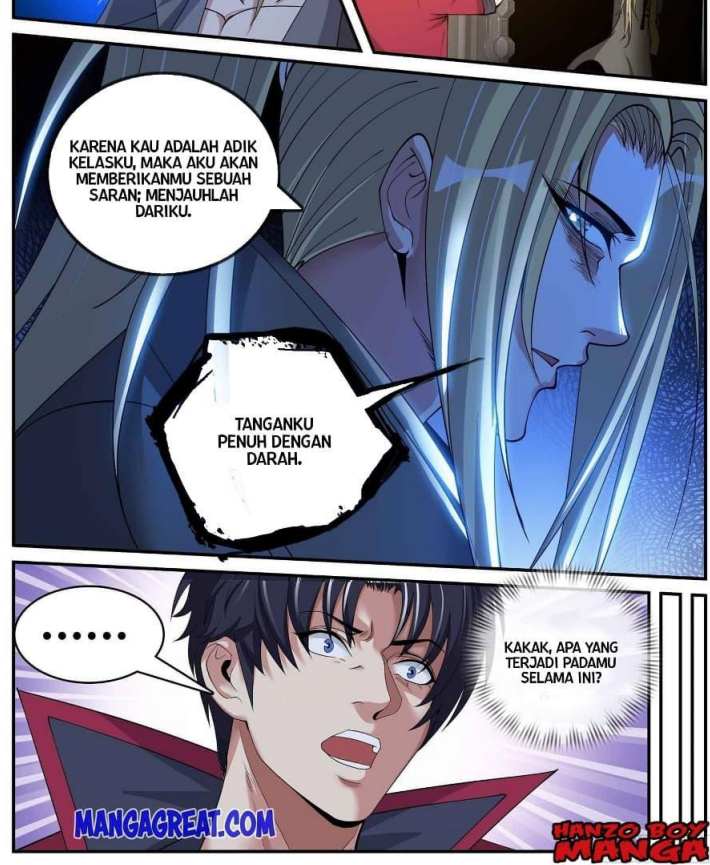 KARENA KAU ADALAH ADIK
KELASKU, MAKA AKU AKAN
MEMBERIKANMU SEBUAH
SARAN; MENJAUHLAH
DARIKU.
TANGANKU
PENUH DENGAN
DARAH.
......
KAKAK, APA YANG
TERJADI PADAMU
SELAMA INI?
MANGAGREAT.COM
HANZO BOY
MANGA